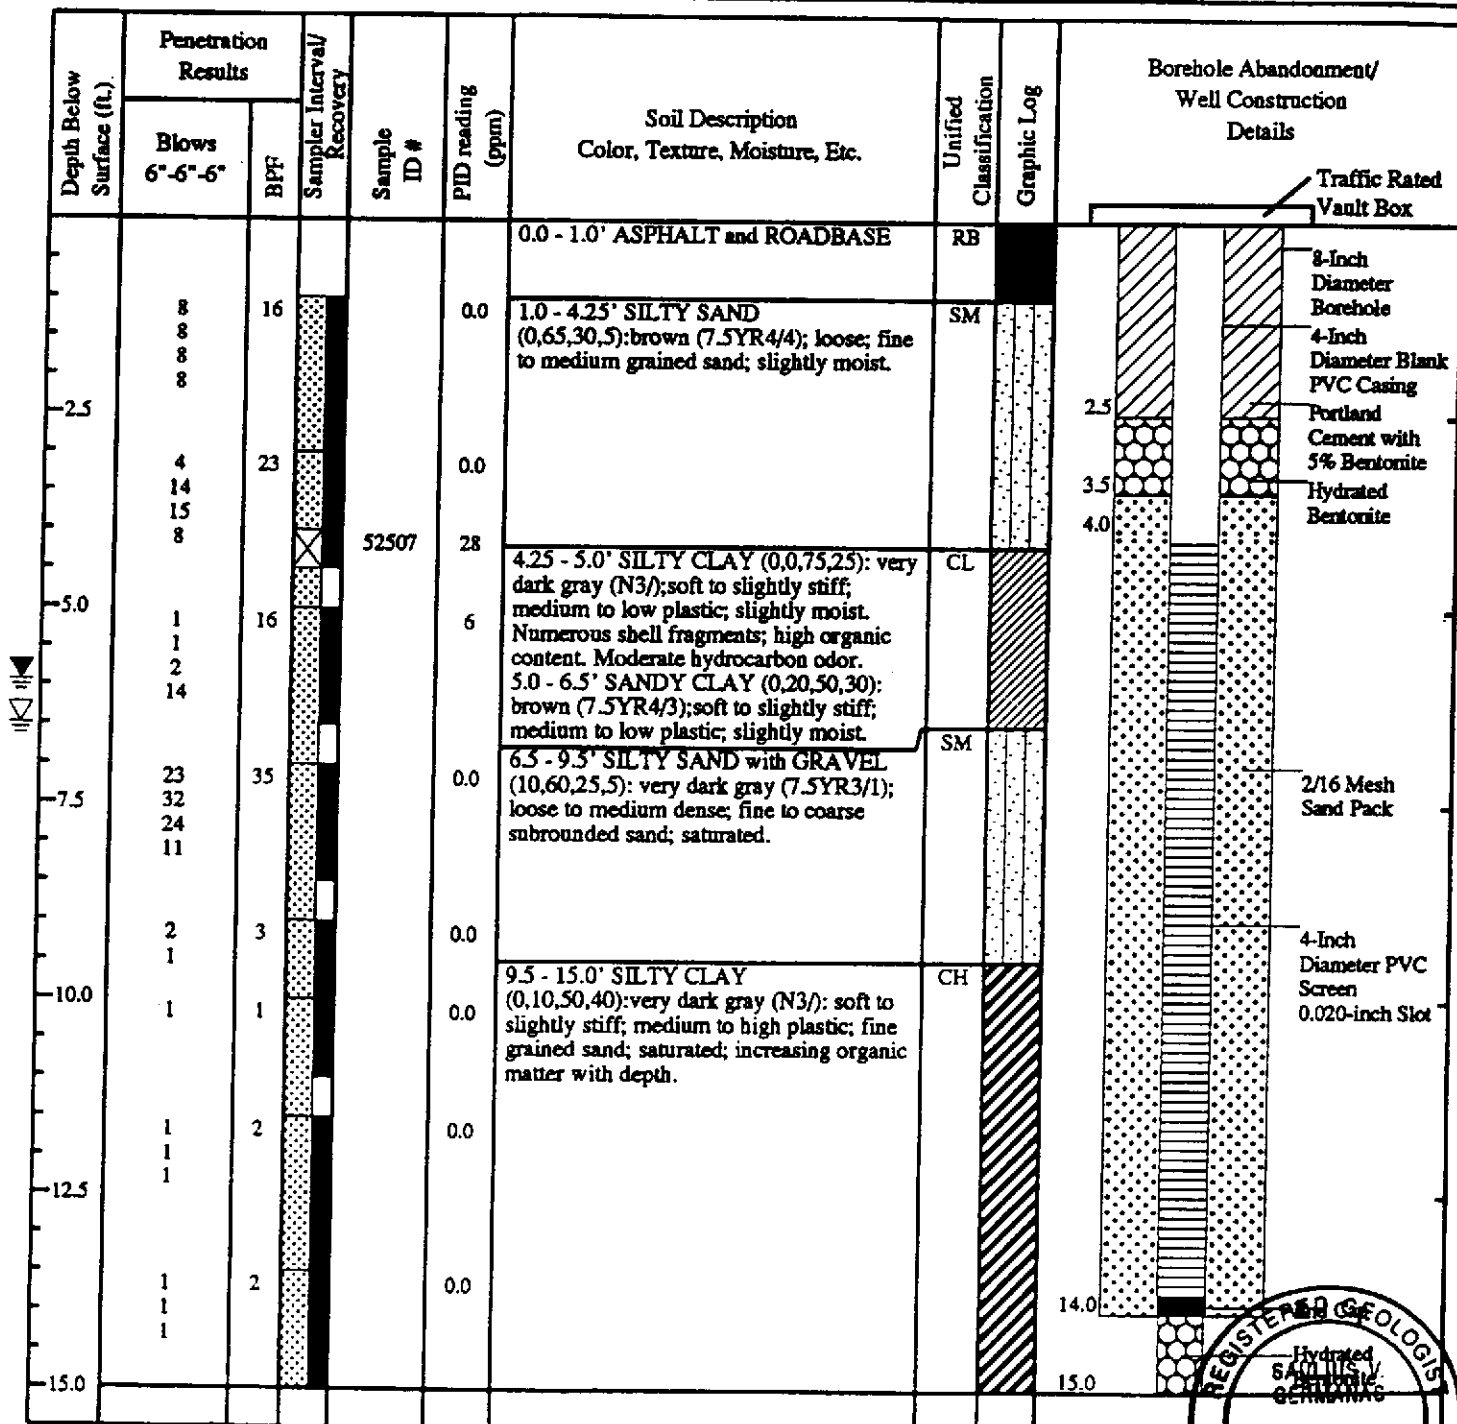 Depth Below
Surface (ft.)
Penetration
Results
Blows
6"-6"-6"
BPF
Sampler Interval/
Recovery
Sample
ID #
PID reading
(ppm)
Soil Description
Color, Texture, Moisture, Etc.
Unified
Classification
Graphic Log
Borehole Abandonment/
Well Construction
Details
Traffic Rated
Vault Box
0.0 - 1.0' ASPHALT and ROADBASE
RB
8-Inch
Diameter
Borehole
8
8
8
8
16
0.0
1.0 - 4.25' SILTY SAND
(0,65,30,5):brown (7.5YR4/4); loose; fine
to medium grained sand; slightly moist.
SM
4-Inch
Diameter Blank
PVC Casing
2.5
2.5
Portland
Cement with
5% Bentonite
4
14
15
8
23
0.0
3.5
Hydrated
Bentonite
4.0
52507
28
4.25 - 5.0' SILTY CLAY (0,0,75,25): very
dark gray (N3/);soft to slightly stiff;
medium to low plastic; slightly moist.
Numerous shell fragments; high organic
content. Moderate hydrocarbon odor.
5.0 - 6.5' SANDY CLAY (0,20,50,30):
brown (7.5YR4/3);soft to slightly stiff;
medium to low plastic; slightly moist.
CL
5.0
1
1
2
14
16
6
6.5 - 9.5' SILTY SAND with GRAVEL
(10,60,25,5): very dark gray (7.5YR3/1);
loose to medium dense; fine to coarse
subrounded sand; saturated.
SM
7.5
23
32
24
11
35
0.0
2/16 Mesh
Sand Pack
2
1
3
0.0
4-Inch
Diameter PVC
Screen
0.020-inch Slot
9.5 - 15.0' SILTY CLAY
(0,10,50,40):very dark gray (N3/): soft to
slightly stiff; medium to high plastic; fine
grained sand; saturated; increasing organic
matter with depth.
CH
10.0
1
1
0.0
1
1
1
2
0.0
12.5
1
1
1
2
0.0
14.0
Hydrated
Bentonite
15.0
15.0
REGISTERED GEOLOGIST